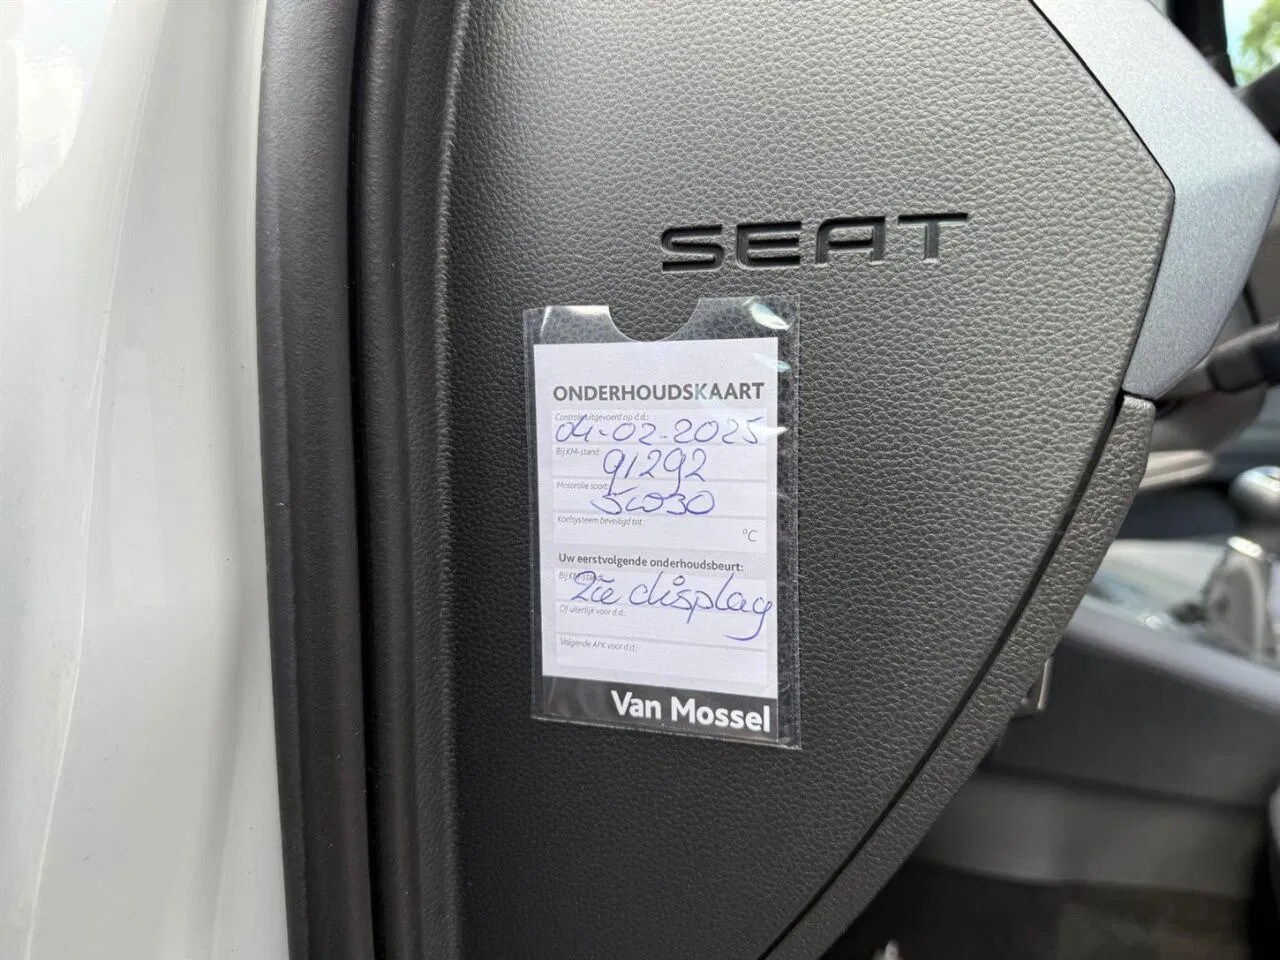 SEAT
ONDERHOUDSKAART
Controle uitgevoerd op d.d.:
04-02-2025
Bij KM-stand:
91292
Motorolie soort:
5W030
Koelsysteem beveiligd tot:
°C
Uw eerstvolgende onderhoudsbeurt:
Bij KM-stand:
Zie display
Of uiterlijk voor d.d.:
Volgende APK voor d.d.:
Van Mossel